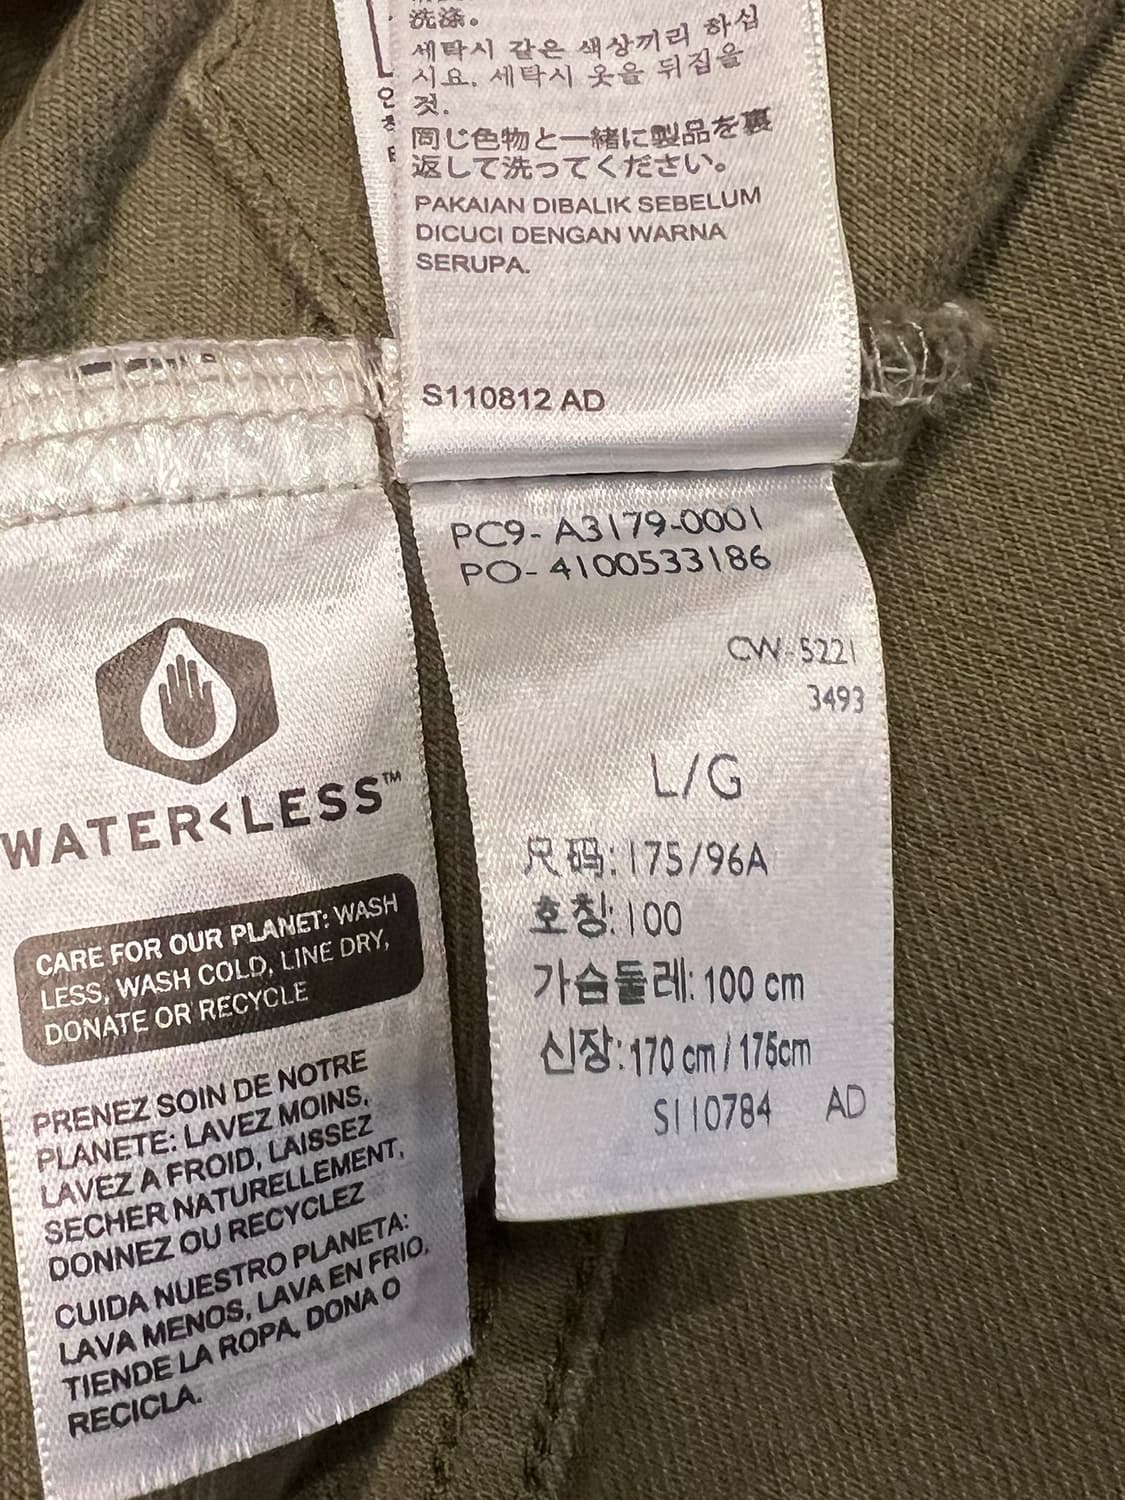 洗涤。
세탁시 같은 색상끼리 하십
시요. 세탁시 옷을 뒤집을
것.
同じ色物と一緒に製品を裏
返して洗ってください。
PAKAIAN DIBALIK SEBELUM
DICUCI DENGAN WARNA
SERUPA.
S110812 AD
PC9- A3179-0001
PO- 4100533186
CW-5221
3493
L/G
尺码:175/96A
호칭:100
가슴둘레: 100 cm
신장:170 cm / 175cm
S110784 AD
WATER<LESS™
CARE FOR OUR PLANET: WASH
LESS, WASH COLD, LINE DRY,
DONATE OR RECYCLE
PRENEZ SOIN DE NOTRE
PLANETE: LAVEZ MOINS,
LAVEZ A FROID, LAISSEZ
SECHER NATURELLEMENT,
DONNEZ OU RECYCLEZ
CUIDA NUESTRO PLANETA:
LAVA MENOS, LAVA EN FRIO,
TIENDE LA ROPA, DONA O
RECICLA.